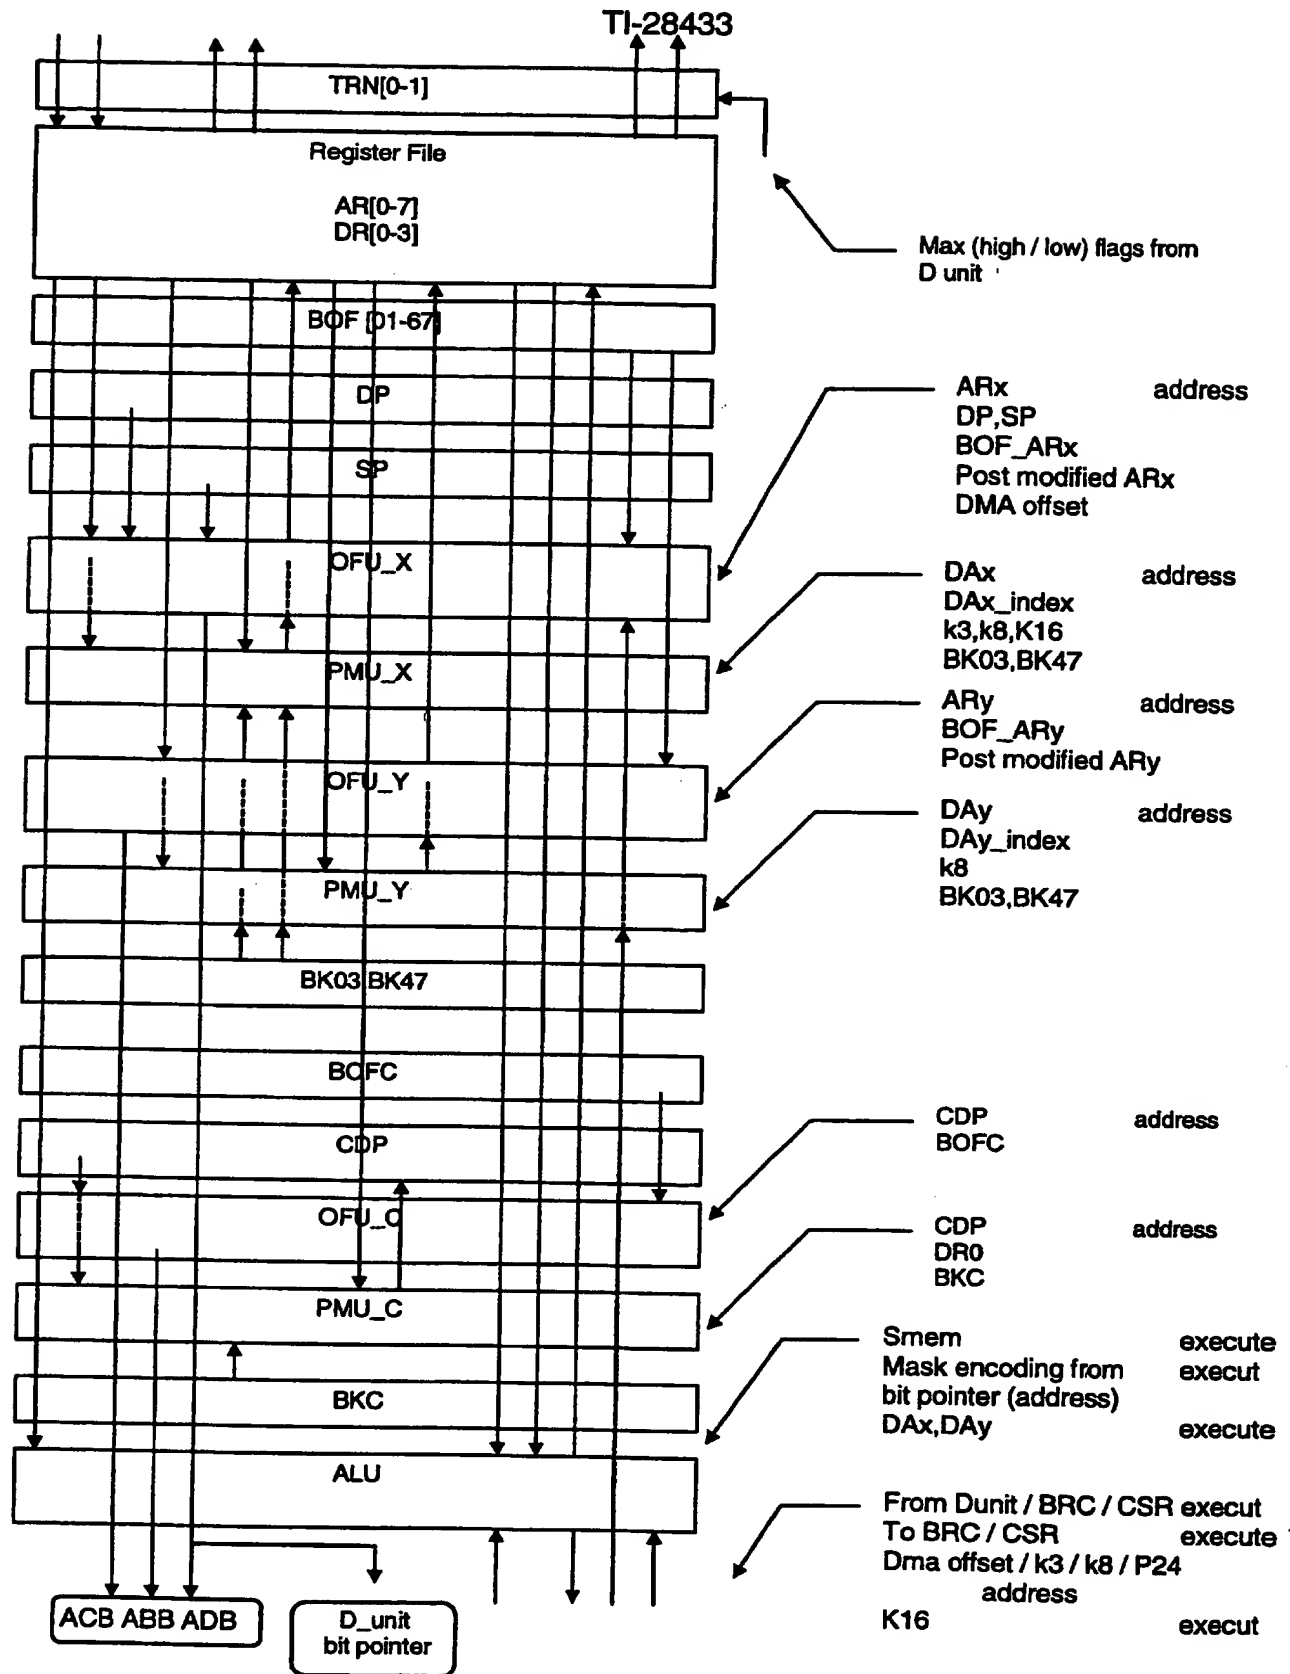 TI-28433
TRN[0-1]
Register File
AR[0-7]
DR[0-3]
Max (high / low) flags from
D unit
BOF [01-67]
DP
SP
ARx address
DP,SP
BOF_ARx
Post modified ARx
DMA offset
OFU_X
DAx address
DAx_index
k3,k8,K16
BK03,BK47
PMU_X
ARy address
BOF_ARy
Post modified ARy
OFU_Y
DAy address
DAy_index
k8
BK03,BK47
PMU_Y
BK03 BK47
BOFC
CDP
CDP address
BOFC
OFU_C
CDP address
DR0
BKC
PMU_C
Smem execute
Mask encoding from execut
bit pointer (address)
DAx,DAy execute
BKC
ALU
From Dunit / BRC / CSR execut
To BRC / CSR execute
Dma offset / k3 / k8 / P24
address
K16 execut
ACB ABB ADB
D_unit
bit pointer